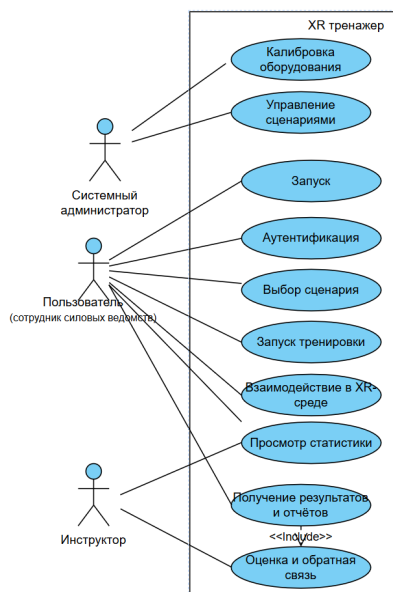 XR тренажер
Калибровка
оборудования
Управление
сценариями
Системный
администратор
Запуск
Аутентификация
Пользователь
(сотрудник силовых ведомств)
Выбор сценария
Запуск тренировки
Взаимодействие в XR-
среде
Просмотр статистики
Инструктор
Получение результатов
и отчётов
<<Include>>
Оценка и обратная
связь